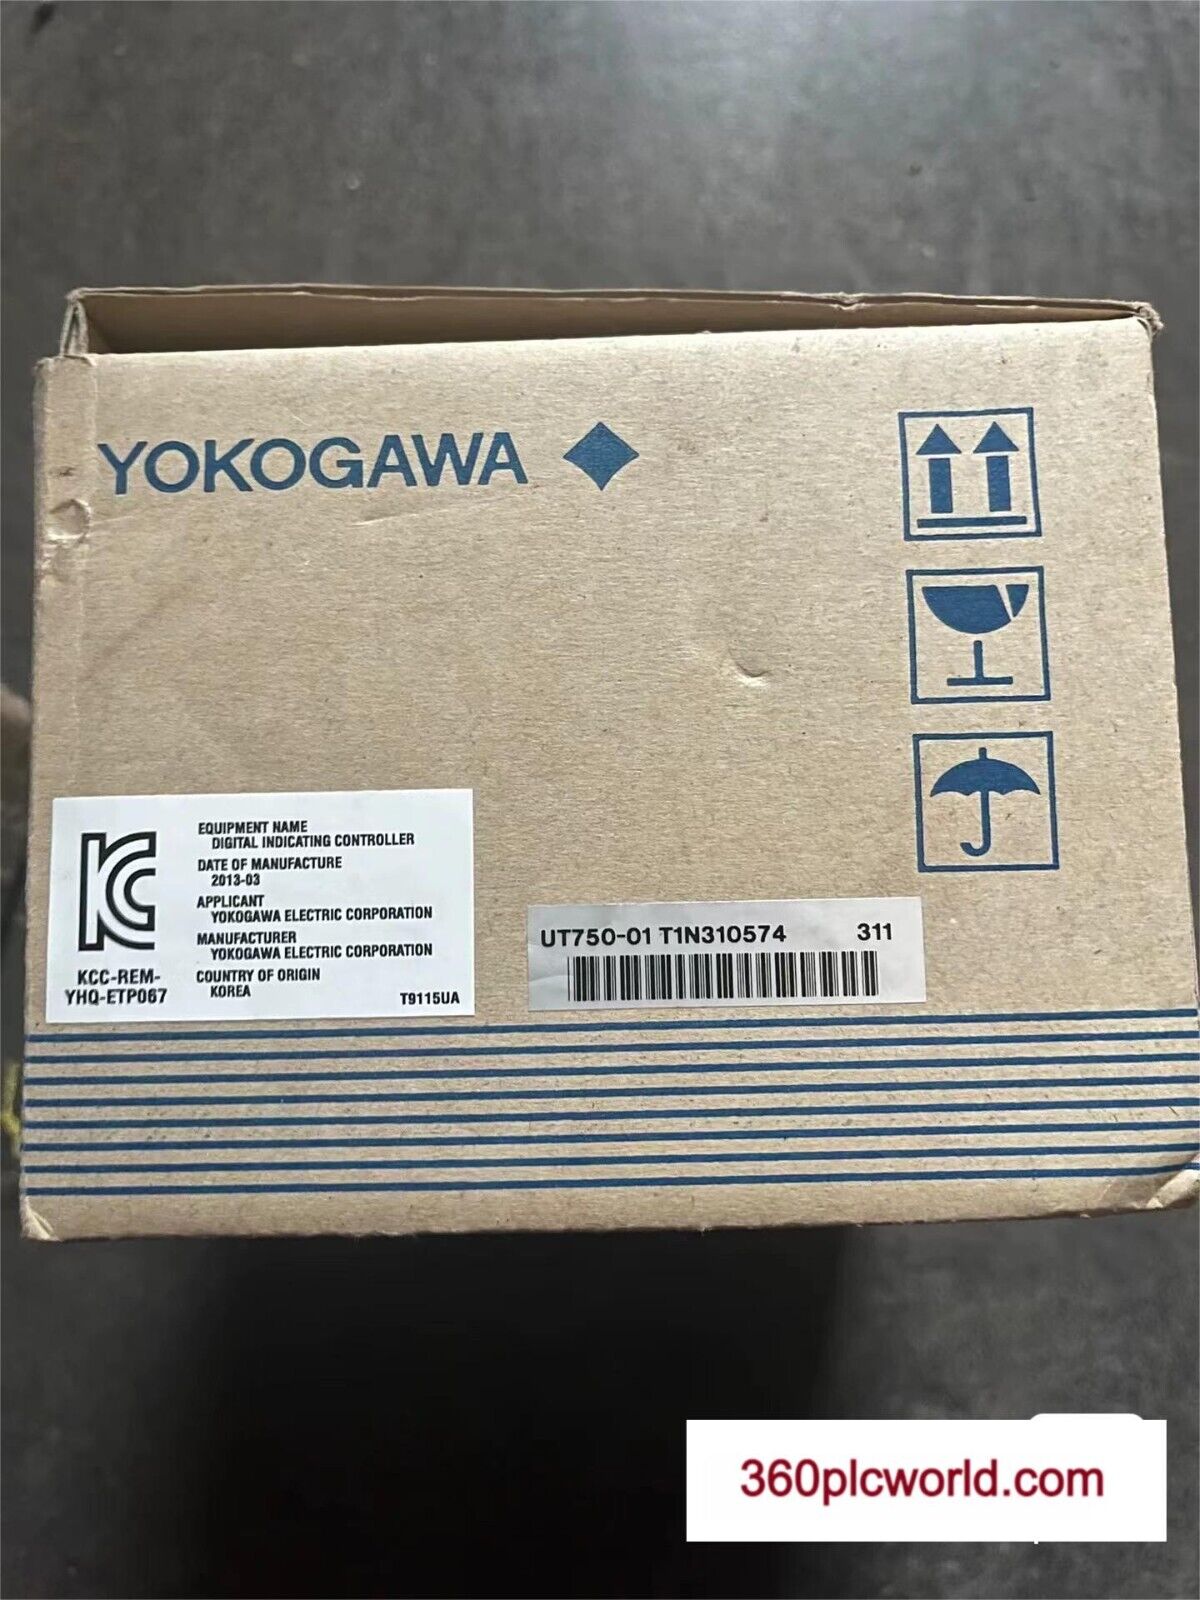 YOKOGAWA
EQUIPMENT NAME
DIGITAL INDICATING CONTROLLER
DATE OF MANUFACTURE
2013-03
APPLICANT
YOKOGAWA ELECTRIC CORPORATION
MANUFACTURER
YOKOGAWA ELECTRIC CORPORATION
COUNTRY OF ORIGIN
KOREA
T9115UA
KCC-REM-
YHQ-ETP067
UT750-01 T1N310574 311
360plcworld.com